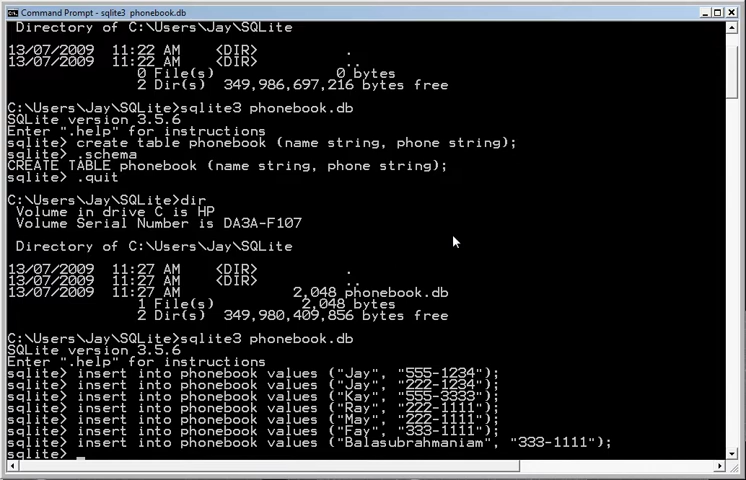 Command Prompt - sqlite3 phonebook.db
Directory of C:\Users\Jay\SQLite
13/07/2009  11:22 AM    <DIR>          .
13/07/2009  11:22 AM    <DIR>          ..
0 File(s)              0 bytes
2 Dir(s)  349,986,697,216 bytes free
C:\Users\Jay\SQLite>sqlite3 phonebook.db
SQLite version 3.5.6
Enter ".help" for instructions
sqlite> create table phonebook (name string, phone string);
sqlite> .schema
CREATE TABLE phonebook (name string, phone string);
sqlite> .quit
C:\Users\Jay\SQLite>dir
Volume in drive C is HP
Volume Serial Number is DA3A-F107
Directory of C:\Users\Jay\SQLite
13/07/2009  11:27 AM    <DIR>          .
13/07/2009  11:27 AM    <DIR>          ..
13/07/2009  11:27 AM             2,048 phonebook.db
1 File(s)          2,048 bytes
2 Dir(s)  349,980,409,856 bytes free
C:\Users\Jay\SQLite>sqlite3 phonebook.db
SQLite version 3.5.6
Enter ".help" for instructions
sqlite> insert into phonebook values ("Jay", "555-1234");
sqlite> insert into phonebook values ("Jay", "222-1234");
sqlite> insert into phonebook values ("Kay", "555-3333");
sqlite> insert into phonebook values ("Ray", "222-1111");
sqlite> insert into phonebook values ("May", "222-1111");
sqlite> insert into phonebook values ("Fay", "333-1111");
sqlite> insert into phonebook values ("Balasubrahmaniam", "333-1111");
sqlite> _